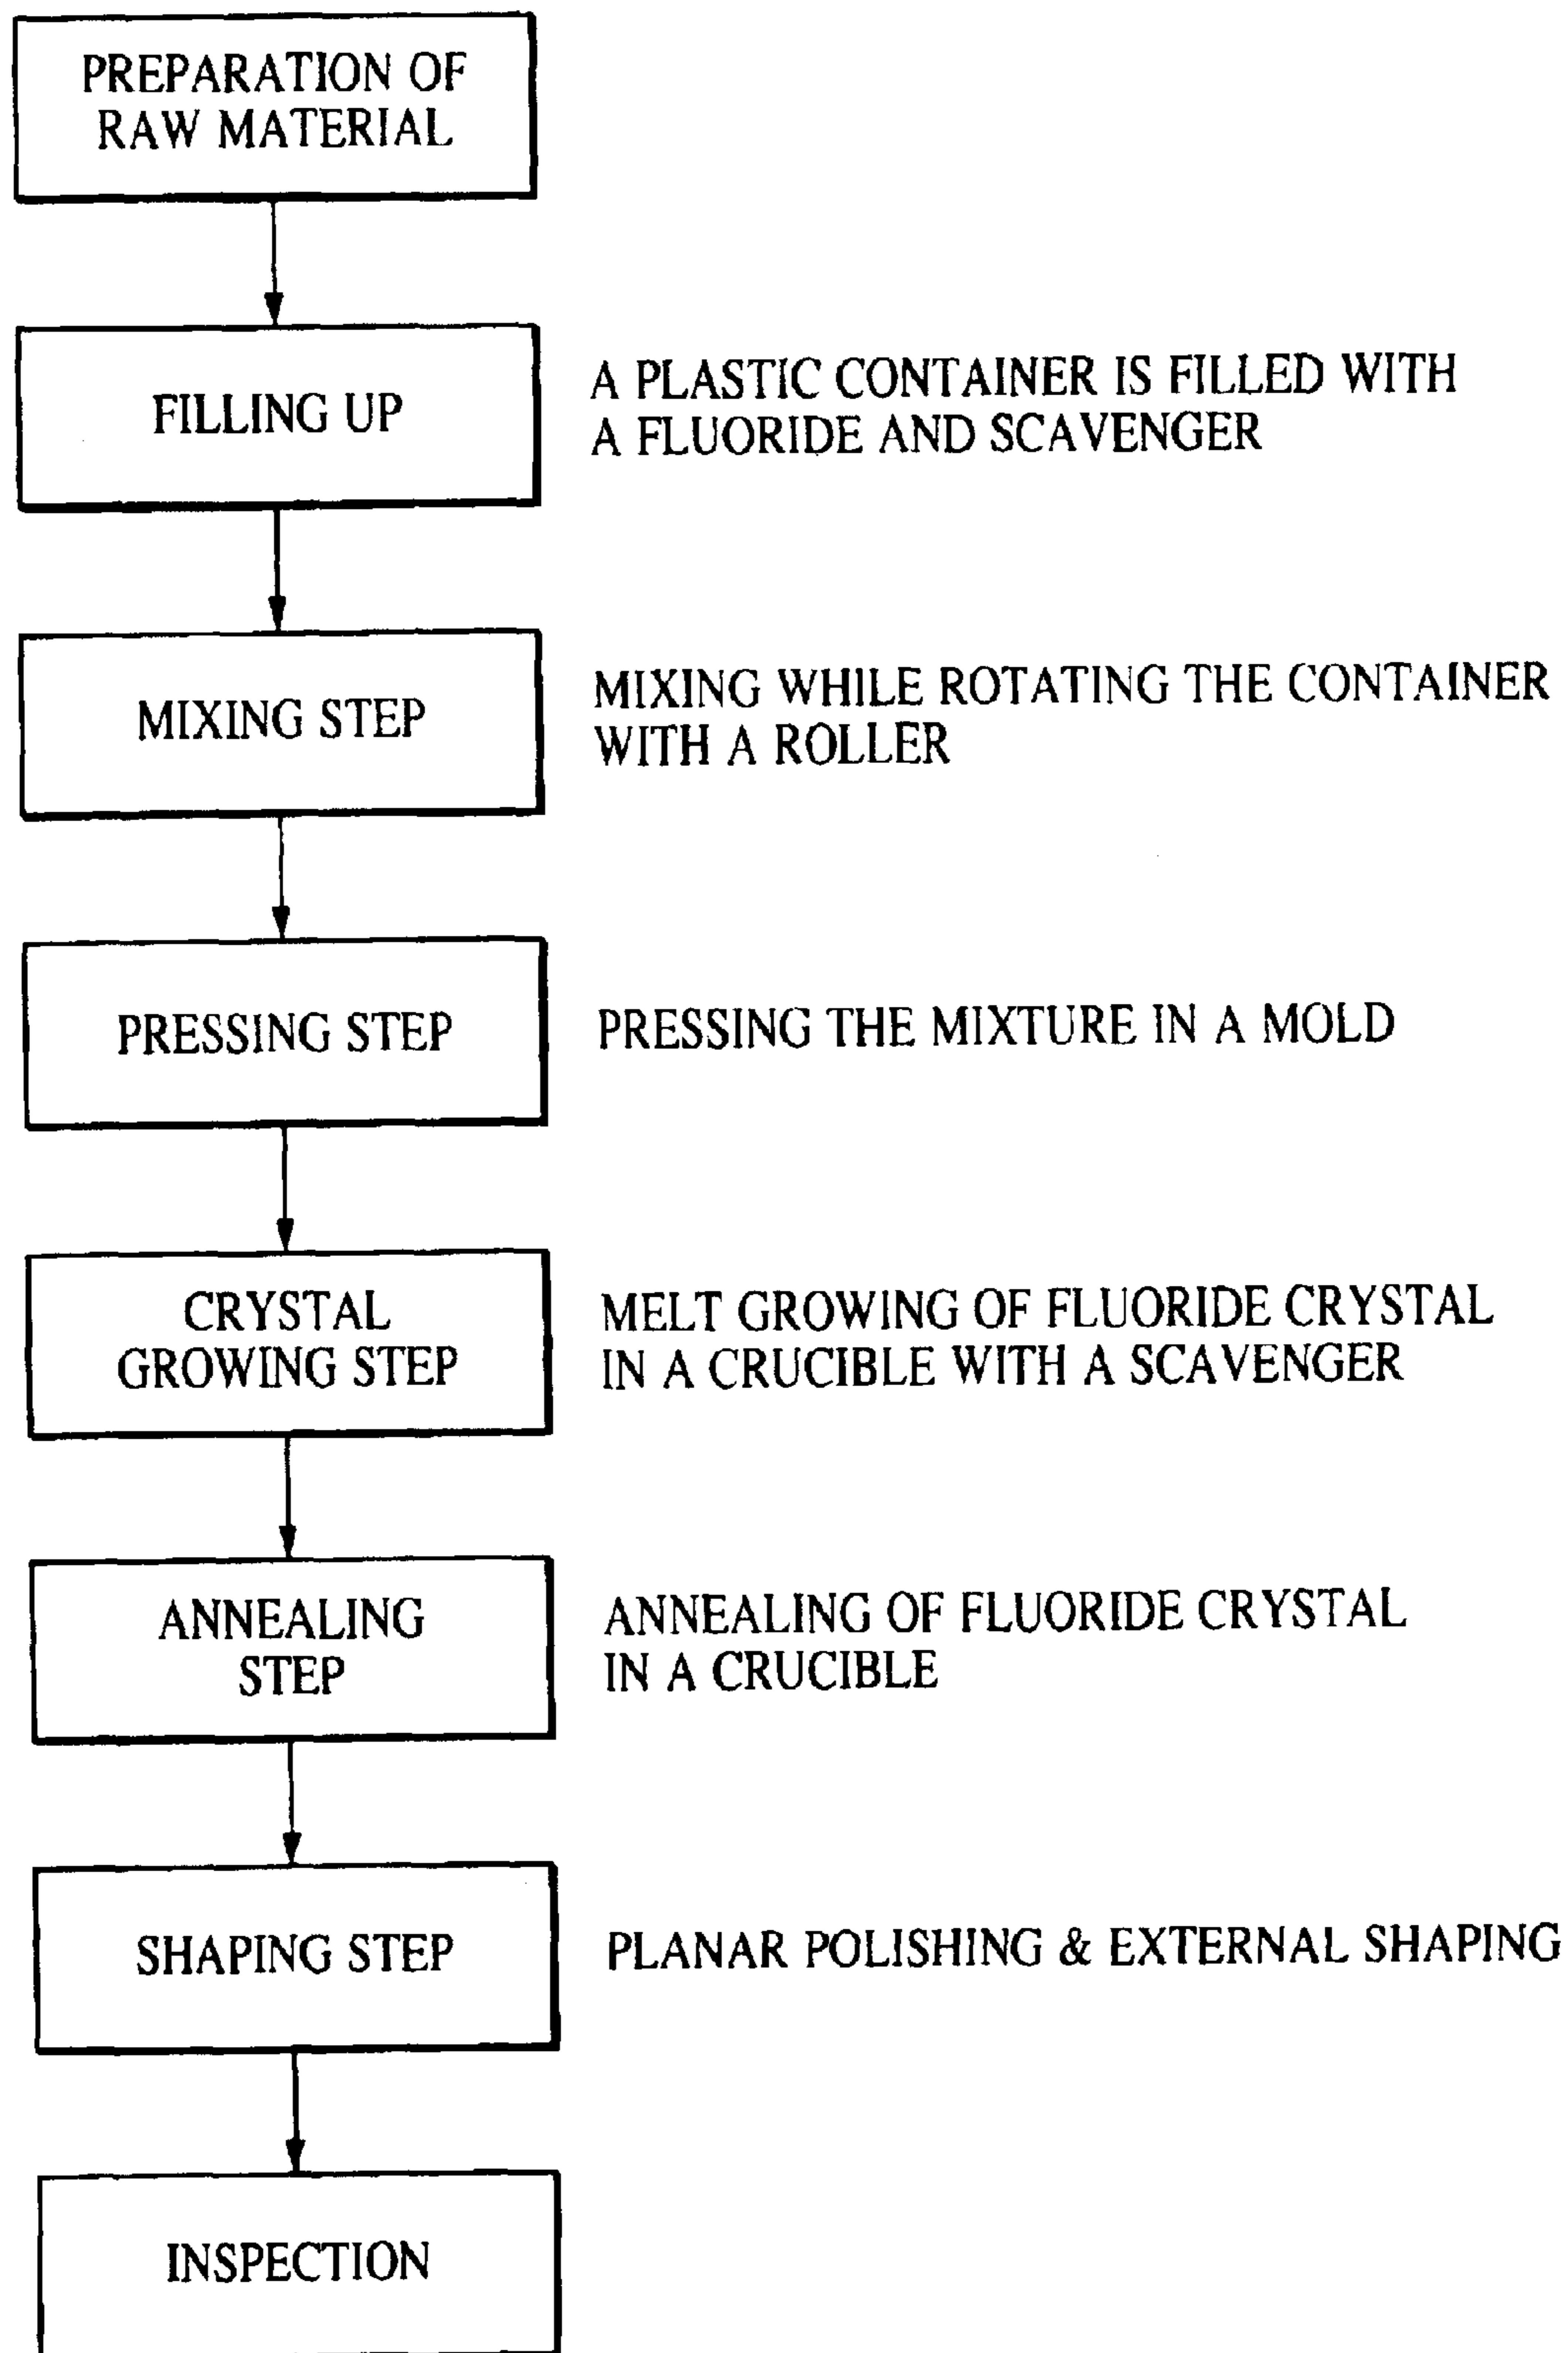 PREPARATION OF
RAW MATERIAL
FILLING UP
A PLASTIC CONTAINER IS FILLED WITH
A FLUORIDE AND SCAVENGER
MIXING STEP
MIXING WHILE ROTATING THE CONTAINER
WITH A ROLLER
PRESSING STEP
PRESSING THE MIXTURE IN A MOLD
CRYSTAL
GROWING STEP
MELT GROWING OF FLUORIDE CRYSTAL
IN A CRUCIBLE WITH A SCAVENGER
ANNEALING
STEP
ANNEALING OF FLUORIDE CRYSTAL
IN A CRUCIBLE
SHAPING STEP
PLANAR POLISHING & EXTERNAL SHAPING
INSPECTION